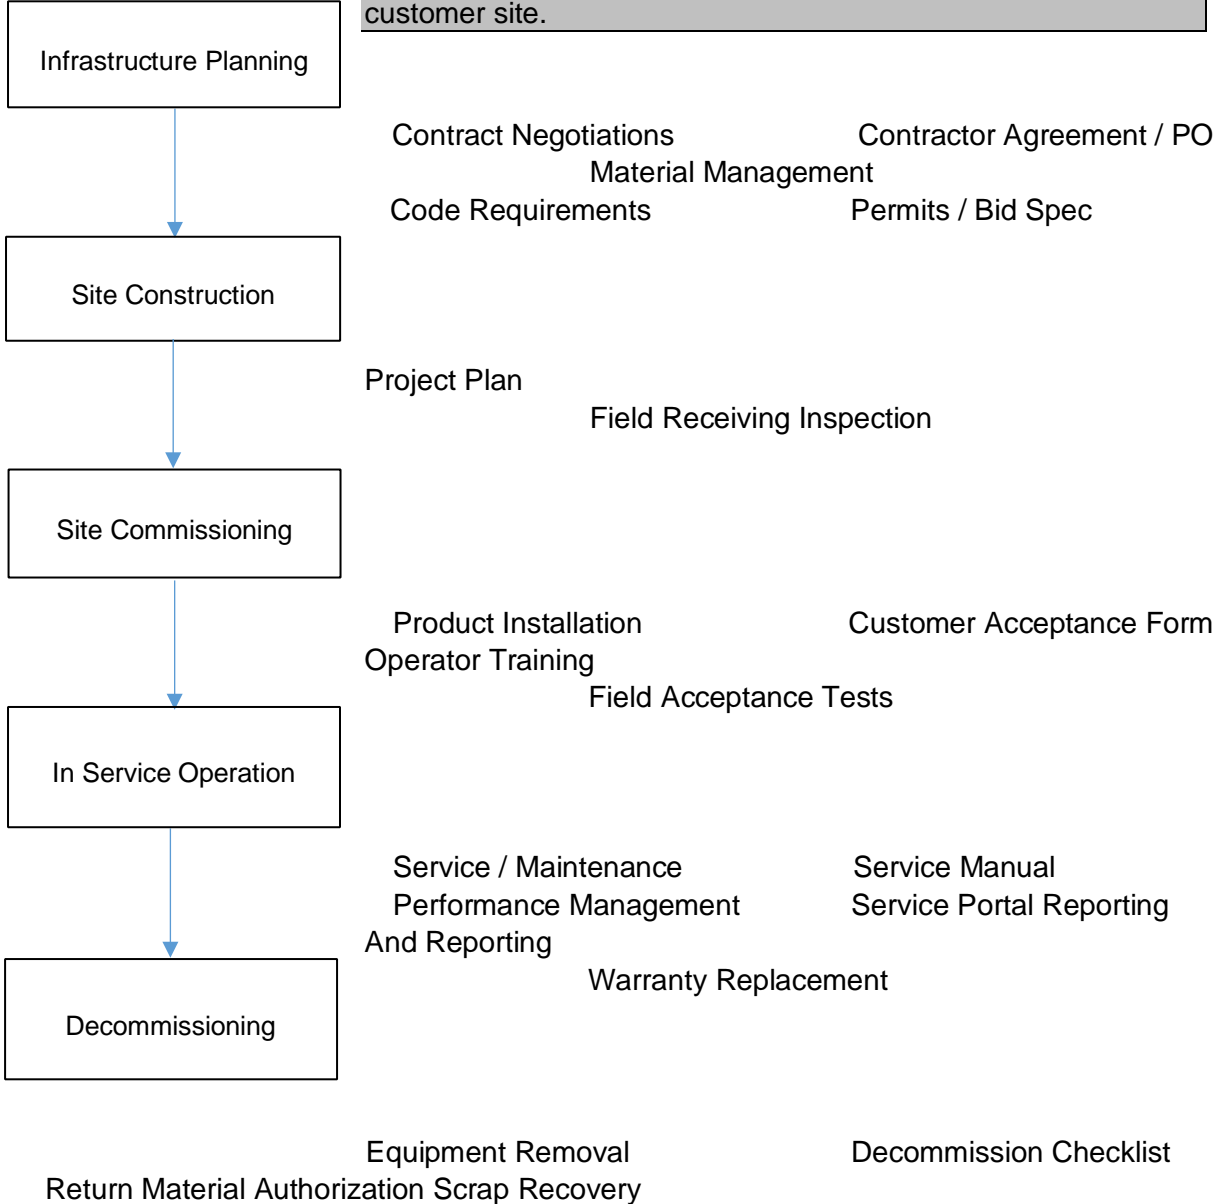 customer site.
Infrastructure Planning
Contract Negotiations Contractor Agreement / PO
Material Management
Code Requirements Permits / Bid Spec
Site Construction
Project Plan
Field Receiving Inspection
Site Commissioning
Product Installation Customer Acceptance Form
Operator Training
Field Acceptance Tests
In Service Operation
Service / Maintenance Service Manual
Performance Management Service Portal Reporting
And Reporting
Warranty Replacement
Decommissioning
Equipment Removal Decommission Checklist
Return Material Authorization Scrap Recovery